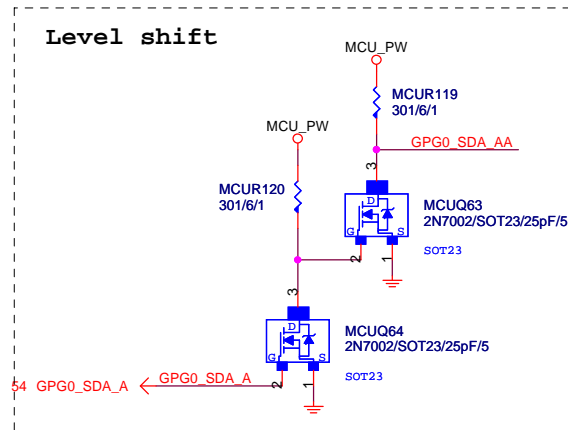 Level shift
MCU_PW
MCUR119
301/6/1
GPG0_SDA_AA
MCU_PW
3
MCUR120
301/6/1
D
G
S
MCUQ63
2N7002/SOT23/25pF/5
SOT23
2
1
3
D
G
S
MCUQ64
2N7002/SOT23/25pF/5
SOT23
54 GPG0_SDA_A
GPG0_SDA_A
2
1